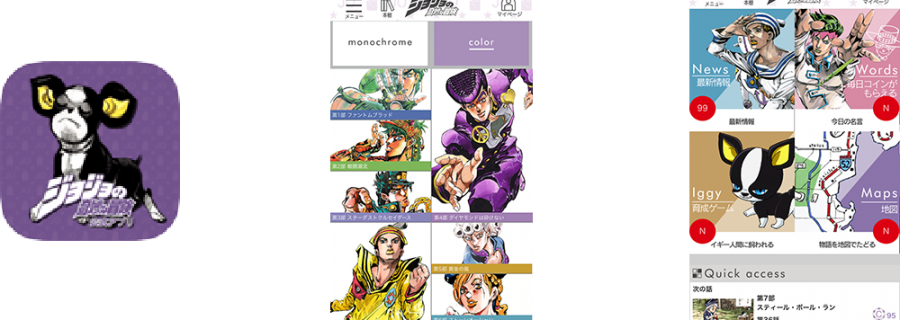 ジョジョの
メニュー
本棚
マイページ
monochrome
color
第1部 ファントムブラッド
第2部 戦闘潮流
第3部 スターダストクルセイダース
第4部 ダイヤモンドは砕けない
第5部 黄金の風
メニュー
本棚
マイページ
News
最新情報
99
最新情報
Words
毎日コインが
もらえる
N
今日の名言
Iggy
育成ゲーム
N
イギー人間に飼われる
52
Maps
地図
N
物語を地図でたどる
Quick access
次の話
第7部
スティール・ボール・ラン
第36話
C 95